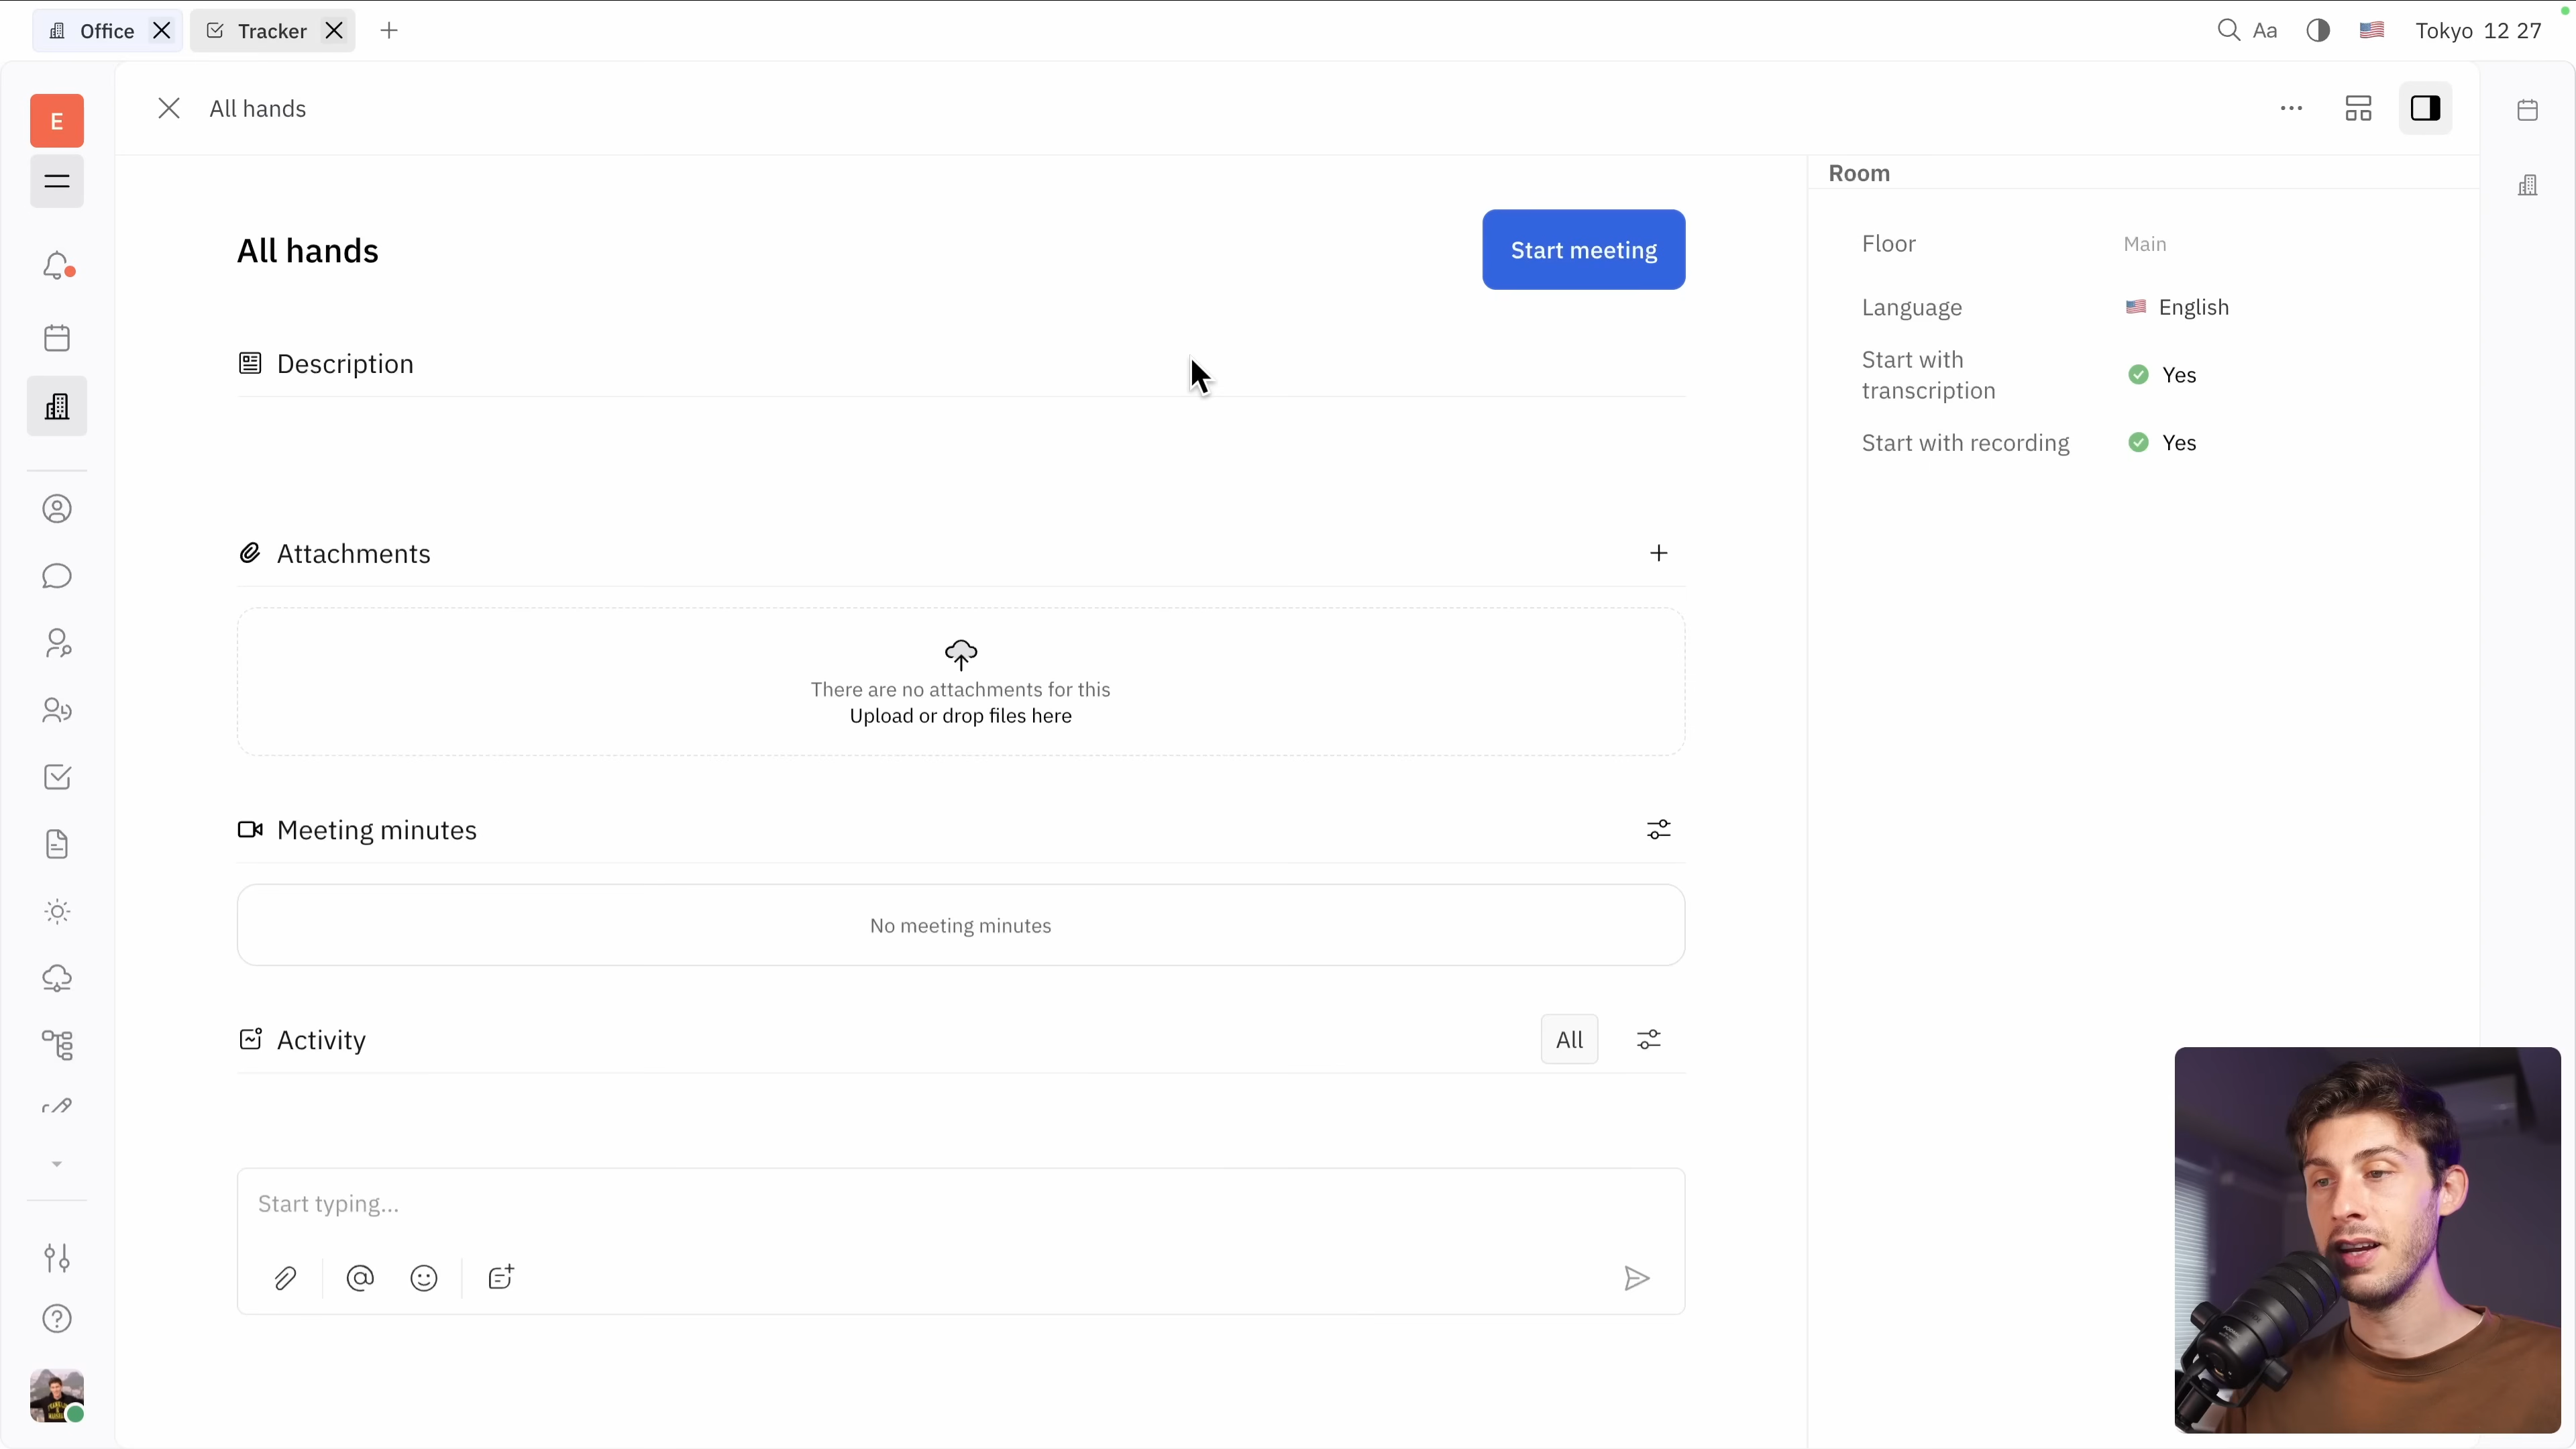 Office
Tracker
Aa
Tokyo 12 27
E
All hands
Room
All hands
Start meeting
Floor
Main
Language
English
Description
Start with
transcription
Yes
Start with recording
Yes
Attachments
There are no attachments for this
Upload or drop files here
Meeting minutes
No meeting minutes
Activity
All
Start typing...